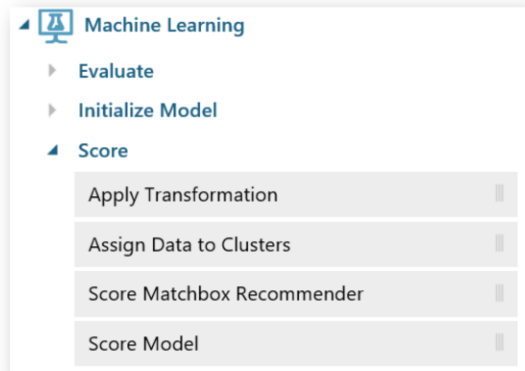 Machine Learning
Evaluate
Initialize Model
Score
Apply Transformation
Assign Data to Clusters
Score Matchbox Recommender
Score Model